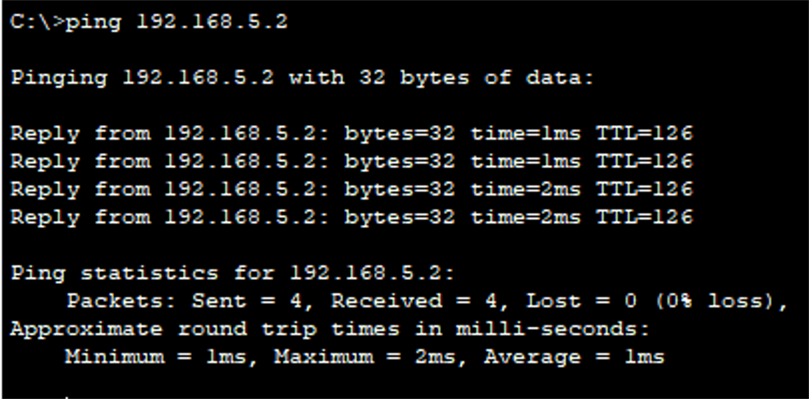 C:\>ping 192.168.5.2
Pinging 192.168.5.2 with 32 bytes of data:
Reply from 192.168.5.2: bytes=32 time=1ms TTL=126
Reply from 192.168.5.2: bytes=32 time=1ms TTL=126
Reply from 192.168.5.2: bytes=32 time=2ms TTL=126
Reply from 192.168.5.2: bytes=32 time=2ms TTL=126
Ping statistics for 192.168.5.2:
    Packets: Sent = 4, Received = 4, Lost = 0 (0% loss),
Approximate round trip times in milli-seconds:
    Minimum = 1ms, Maximum = 2ms, Average = 1ms